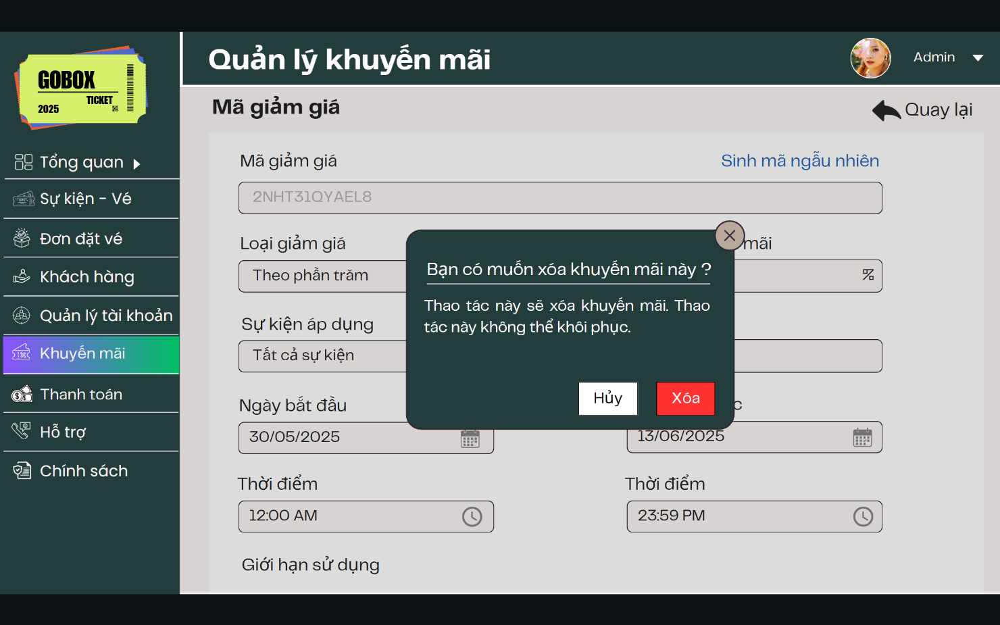 GOBOX
TICKET
2025
Quản lý khuyến mãi
Admin
Tổng quan
Sự kiện - Vé
Đơn đặt vé
Khách hàng
Quản lý tài khoản
Khuyến mãi
Thanh toán
Hỗ trợ
Chính sách
Mã giảm giá
Quay lại
Mã giảm giá
Sinh mã ngẫu nhiên
2NHT31QYAEL8
Loại giảm giá
mãi
Theo phần trăm
%
Sự kiện áp dụng
Tất cả sự kiện
Bạn có muốn xóa khuyến mãi này ?
Thao tác này sẽ xóa khuyến mãi. Thao
tác này không thể khôi phục.
Hủy
Xóa
Ngày bắt đầu
c
30/05/2025
13/06/2025
Thời điểm
Thời điểm
12:00 AM
23:59 PM
Giới hạn sử dụng